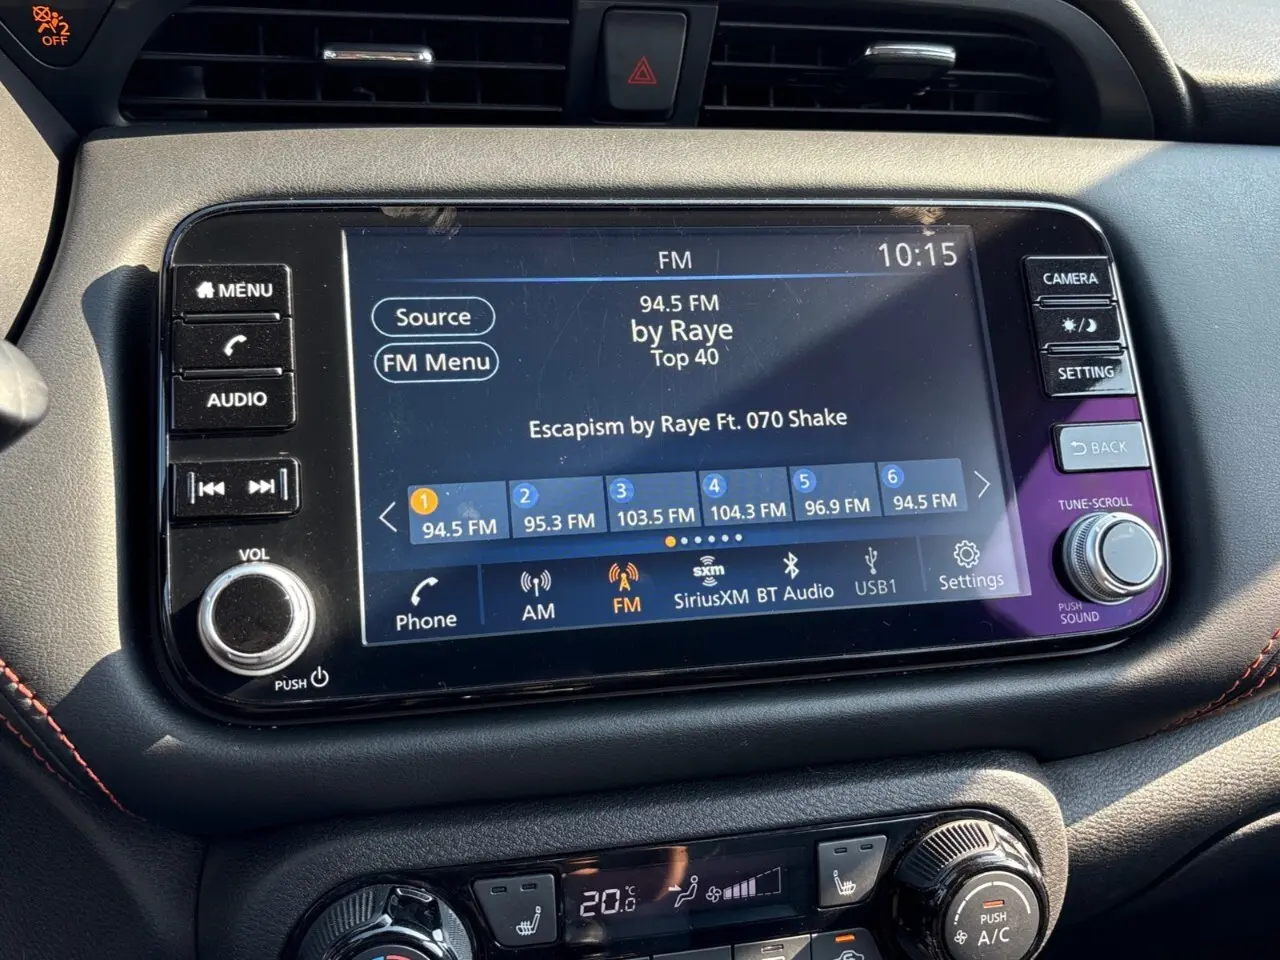 2
OFF
FM
10:15
MENU
Source
94.5 FM
by Raye
Top 40
FM Menu
AUDIO
CAMERA
SETTING
Escapism by Raye Ft. 070 Shake
BACK
1
94.5 FM
2
95.3 FM
3
103.5 FM
4
104.3 FM
5
96.9 FM
6
94.5 FM
TUNE-SCROLL
VOL
Phone
AM
FM
sxm
SiriusXM
BT Audio
USB1
Settings
PUSH
SOUND
PUSH
20.0°C
PUSH
A/C